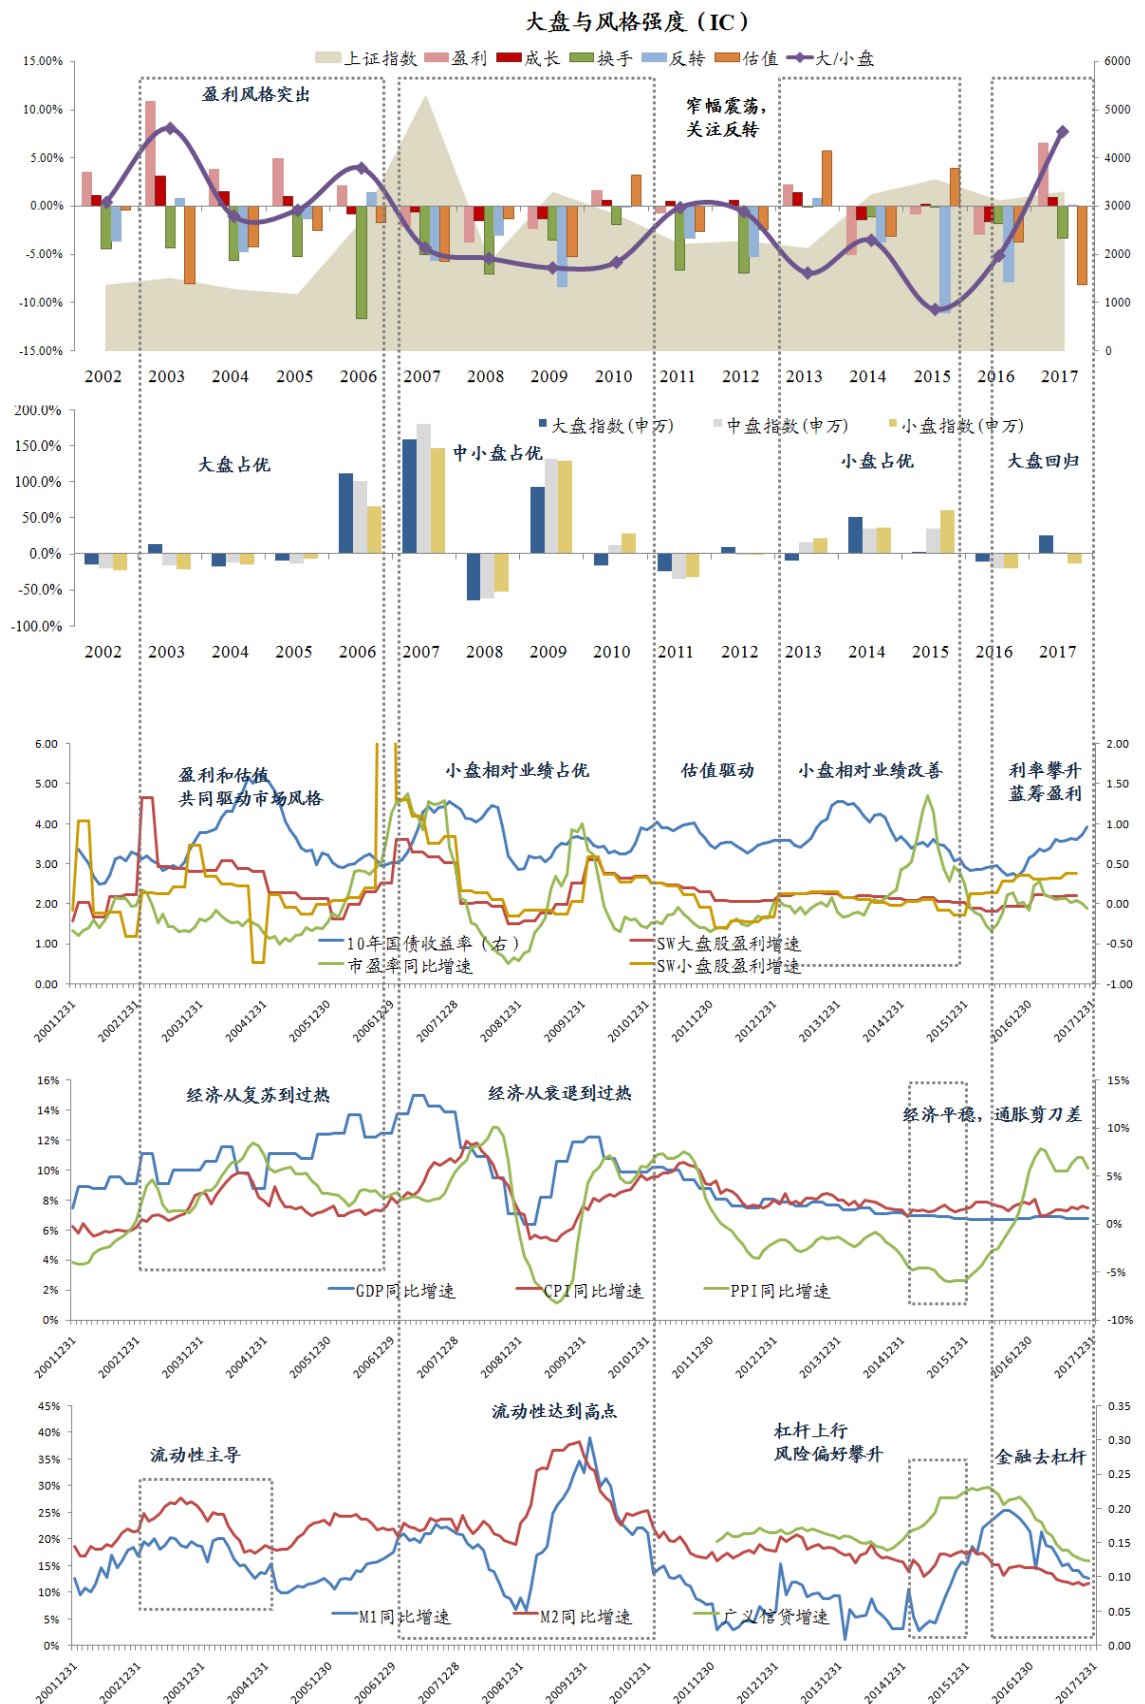 大盘与风格强度（IC）
上证指数 盈利 成长 换手 反转 估值 大/小盘
15.00% 6000
盈利风格突出
窄幅震荡，
关注反转
10.00% 5000
5.00% 4000
0.00% 3000
-5.00% 2000
-10.00% 1000
-15.00% 0
2002 2003 2004 2005 2006 2007 2008 2009 2010 2011 2012 2013 2014 2015 2016 2017
200.0%
大盘指数(申万) 中盘指数(申万) 小盘指数(申万)
150.0%
大盘占优 中小盘占优 小盘占优 大盘回归
100.0%
50.0%
0.0%
-50.0%
-100.0%
2002 2003 2004 2005 2006 2007 2008 2009 2010 2011 2012 2013 2014 2015 2016 2017
6.00 2.00
盈利和估值
共同驱动市场风格
小盘相对业绩占优
估值驱动
小盘相对业绩改善
利率攀升
蓝筹盈利
5.00 1.50
4.00 1.00
3.00 0.50
2.00 0.00
1.00 -0.50
0.00 -1.00
10年国债收益率（右） SW大盘股盈利增速
市盈率同比增速 SW小盘股盈利增速
20011231 20021231 20031231 20041231 20051230 20061229 20071228 20081231 20091231 20101231 20111230 20121231 20131231 20141231 20151231 20161230 20171231
16% 15%
经济从复苏到过热 经济从衰退到过热 经济平稳，通胀剪刀差
14%
12% 10%
10% 5%
8%
6% 0%
4% -5%
2%
0% -10%
GDP同比增速 CPI同比增速 PPI同比增速
20011231 20021231 20031231 20041231 20051230 20061229 20071228 20081231 20091231 20101231 20111230 20121231 20131231 20141231 20151231 20161230 20171231
45% 0.35
流动性达到高点
流动性主导
杠杆上行
风险偏好攀升
金融去杠杆
40% 0.30
35%
30% 0.25
25% 0.20
20% 0.15
15%
10% 0.10
5% 0.05
0% 0.00
M1同比增速 M2同比增速 广义信贷增速
20011231 20021231 20031231 20041231 20051230 20061229 20071228 20081231 20091231 20101231 20111230 20121231 20131231 20141231 20151231 20161230 20171231